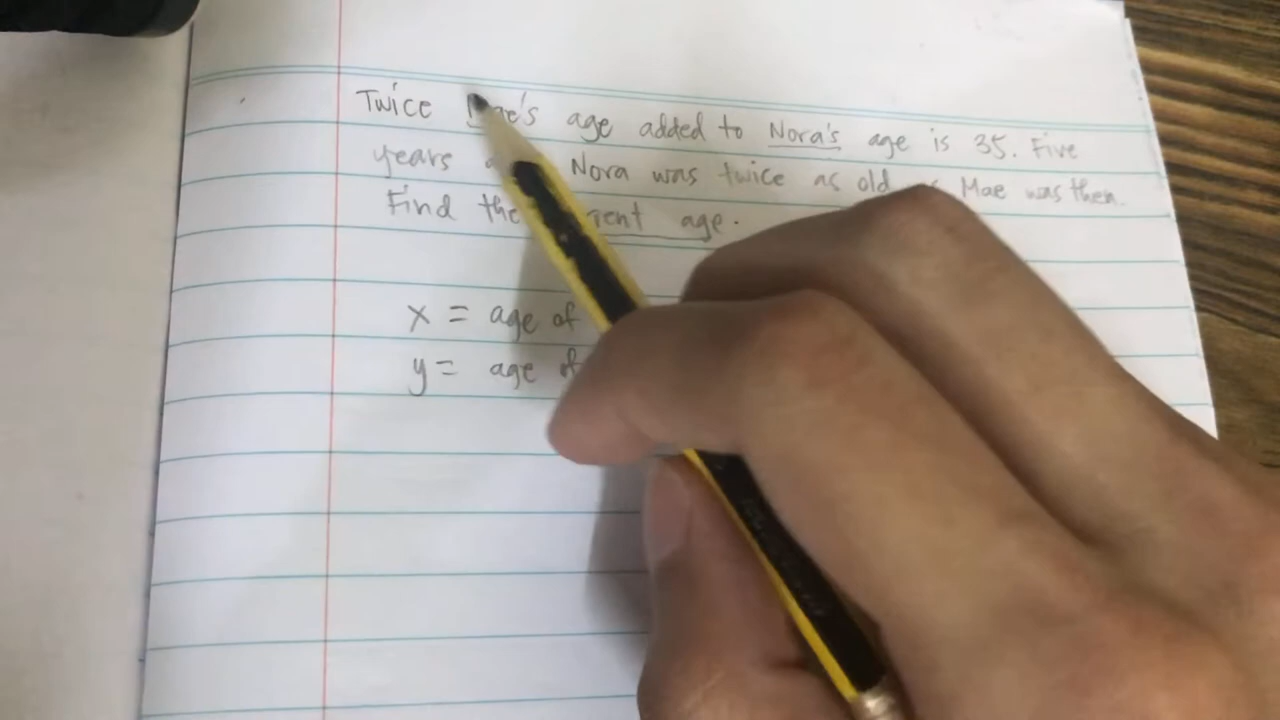 Twice age added to Nora's age is 35. Five
years Nora was twice as old Mae was then.
Find the age.
x = age of
y = age of